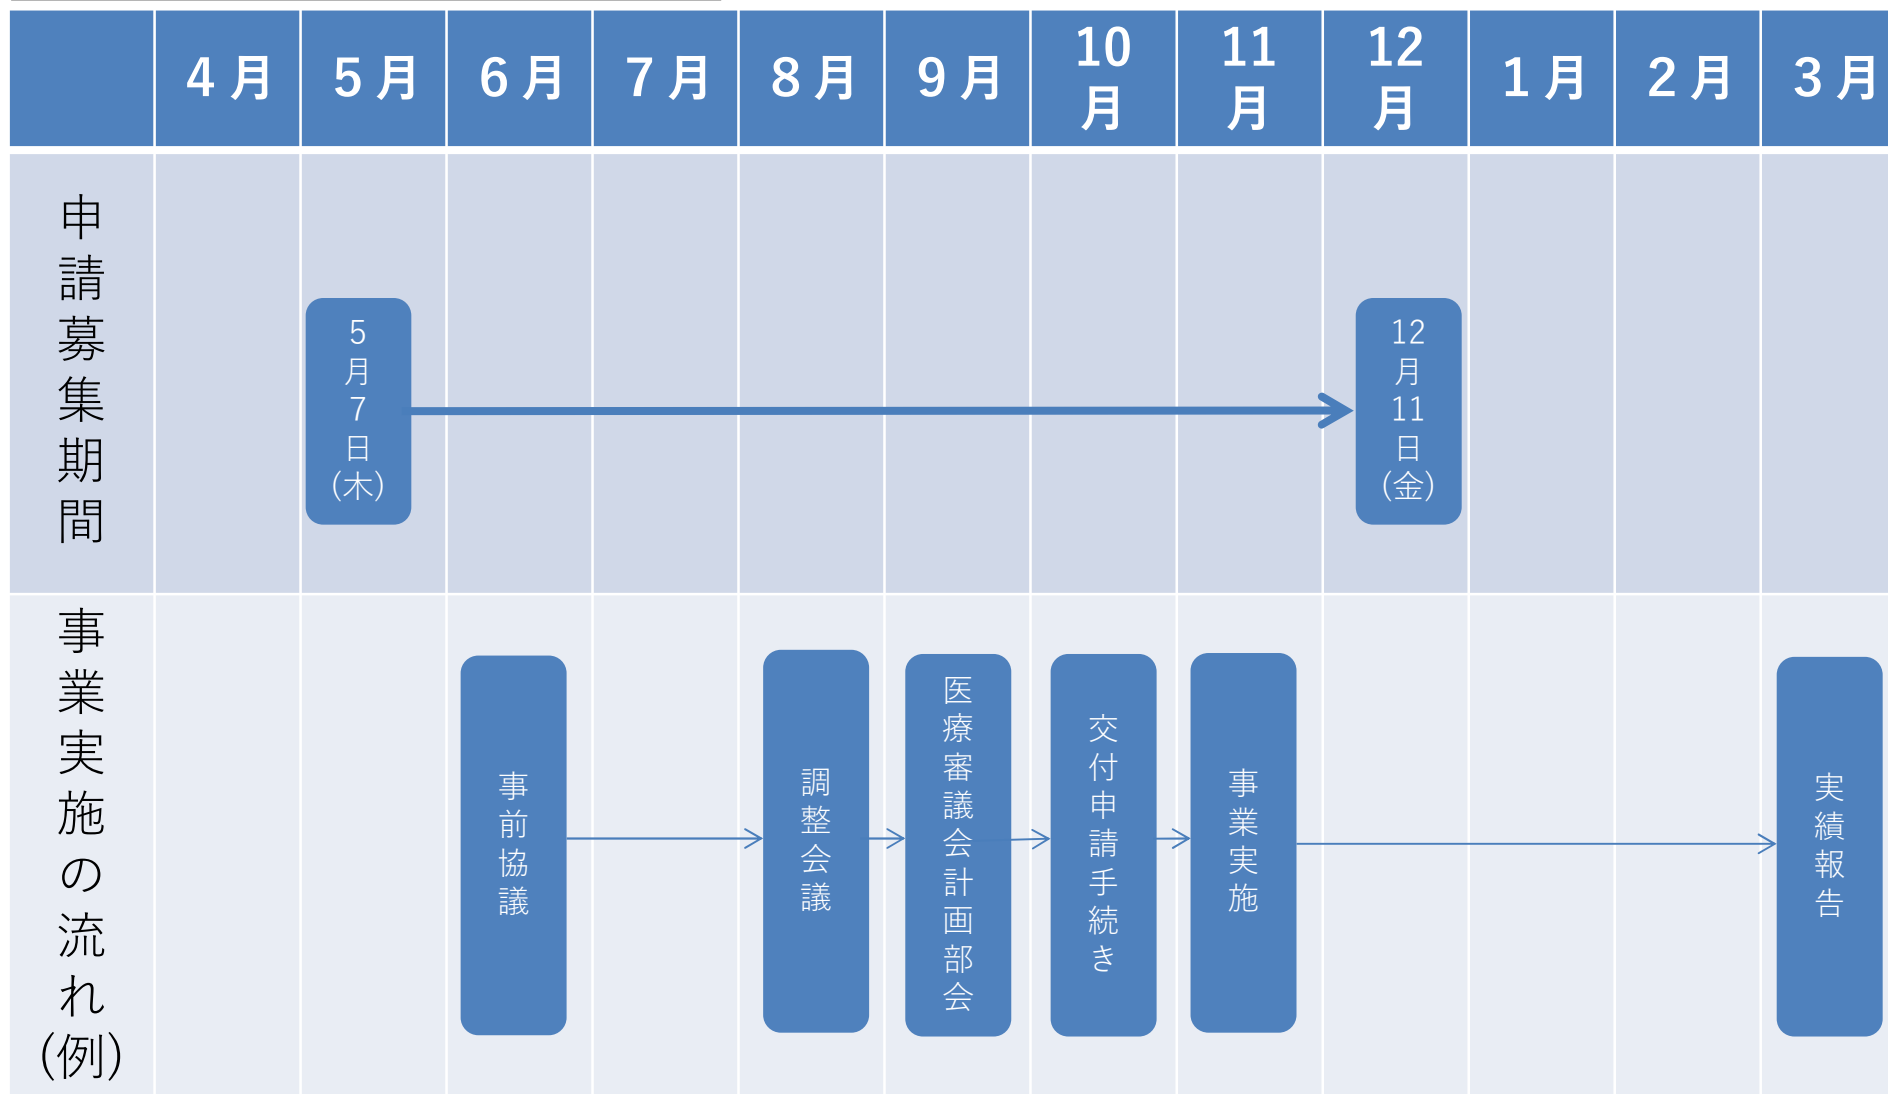 4月
5月
6月
7月
8月
9月
10月
11月
12月
1月
2月
3月
申請募集期間
5月7日(木)
12月11日(金)
事業実施の流れ(例)
事前協議
調整会議
医療審議会計画部会
交付申請手続き
事業実施
実績報告